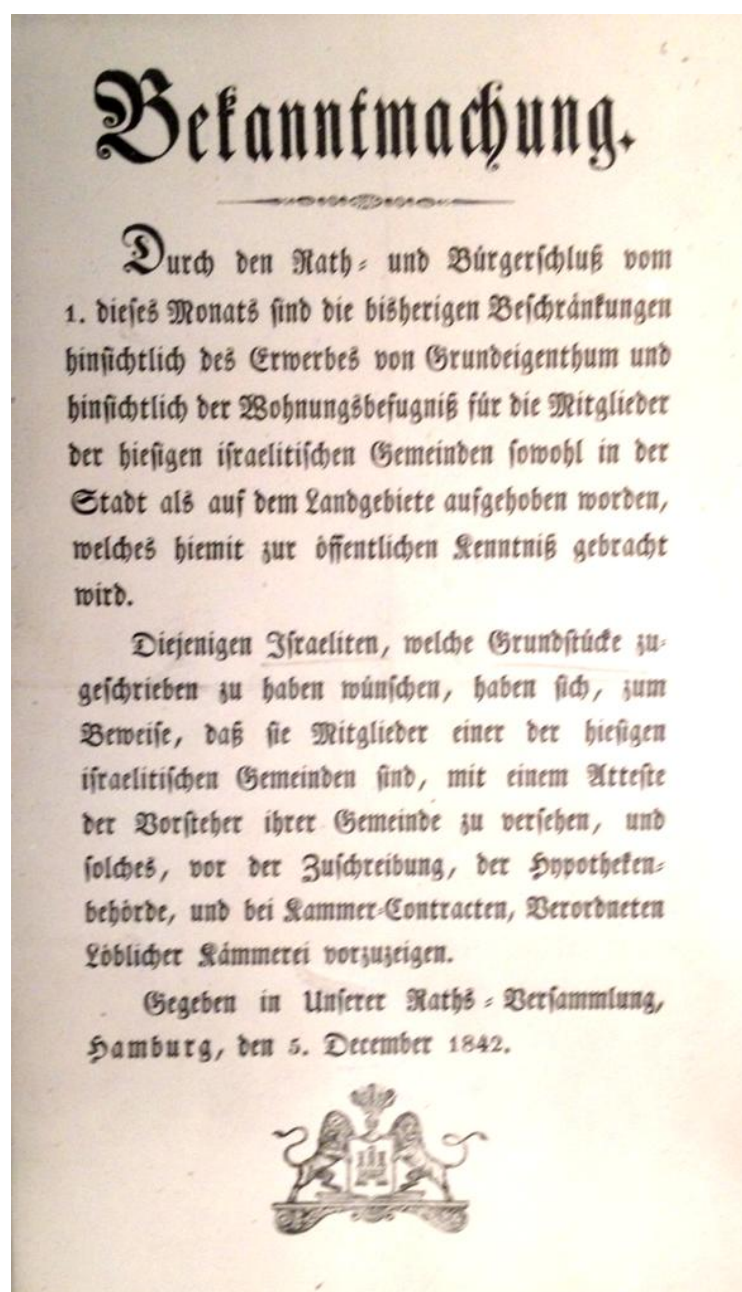 Bekanntmachung.
Durch den Rath- und Bürgerschluß vom
1. dieses Monats sind die bisherigen Beschränkungen
hinsichtlich des Erwerbes von Grundeigenthum und
hinsichtlich der Wohnungsbefugniß für die Mitglieder
der hiesigen israelitischen Gemeinden sowohl in der
Stadt als auf dem Landgebiete aufgehoben worden,
welches hiemit zur öffentlichen Kenntniß gebracht
wird.
Diejenigen Israeliten, welche Grundstücke zu-
geschrieben zu haben wünschen, haben sich, zum
Beweise, daß sie Mitglieder einer der hiesigen
israelitischen Gemeinden sind, mit einem Atteste
der Vorsteher ihrer Gemeinde zu versehen, und
solches, vor der Zuschreibung, der Hypotheken-
behörde, und bei Kammer-Contracten, Verordneten
Löblicher Kämmerei vorzuzeigen.
Gegeben in Unserer Raths-Versammlung,
Hamburg, den 5. December 1842.